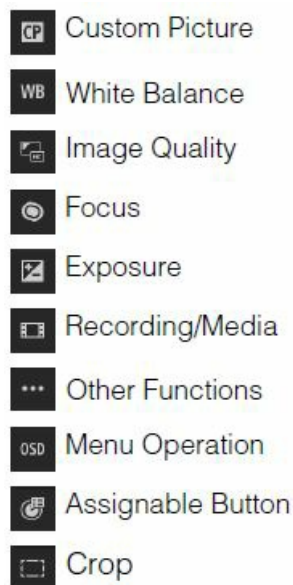 CP Custom Picture
WB White Balance
Image Quality
Focus
Exposure
Recording/Media
Other Functions
OSD Menu Operation
Assignable Button
Crop